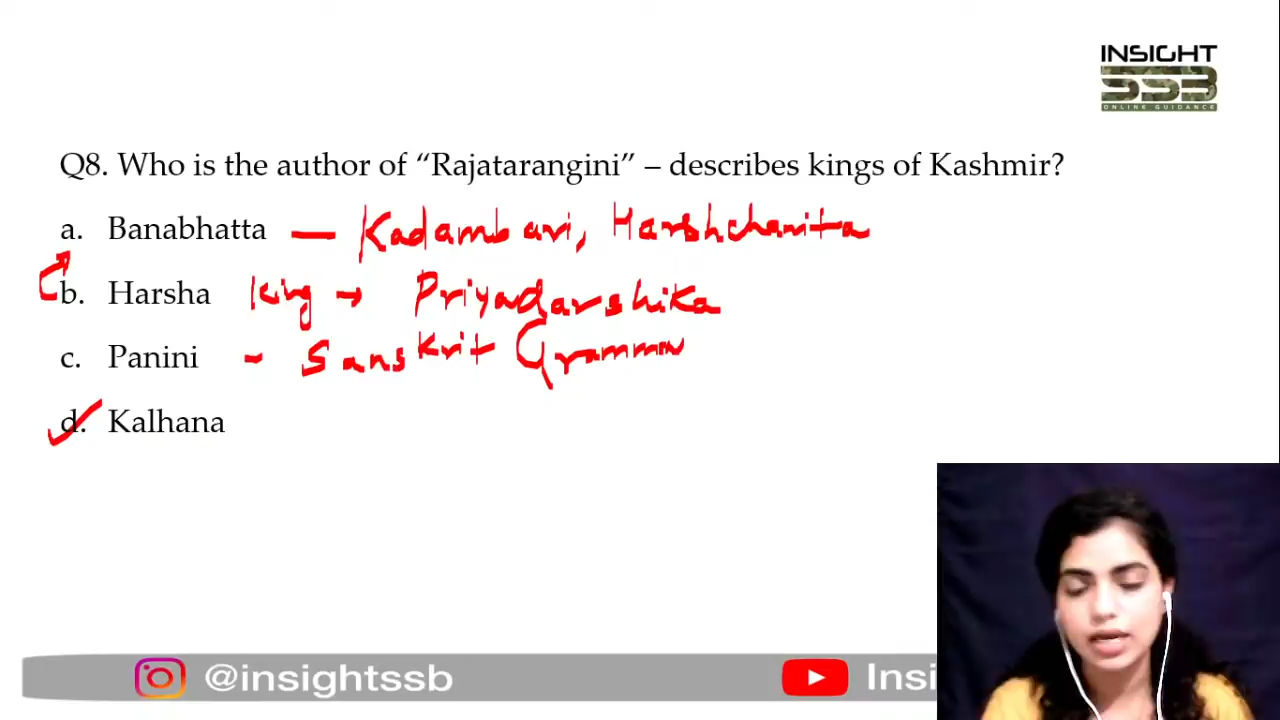 INSIGHT
SSB
ONLINE GUIDANCE
Q8. Who is the author of “Rajatarangini” – describes kings of Kashmir?
a. Banabhatta — Kadambari, Harshcharita
b. Harsha King → Priyadarshika
c. Panini - Sanskrit Grammar
d. Kalhana
@insightssb
Insi